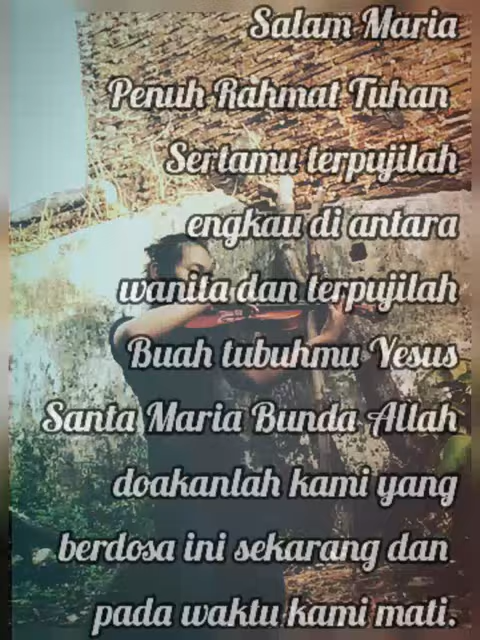 Salam Maria
Penuh Rahmat Tuhan
Sertamu terpujilah
engkau di antara
wanita dan terpujilah
Buah tubuhmu Yesus
Santa Maria Bunda Allah
doakanlah kami yang
berdosa ini sekarang dan
pada waktu kami mati.